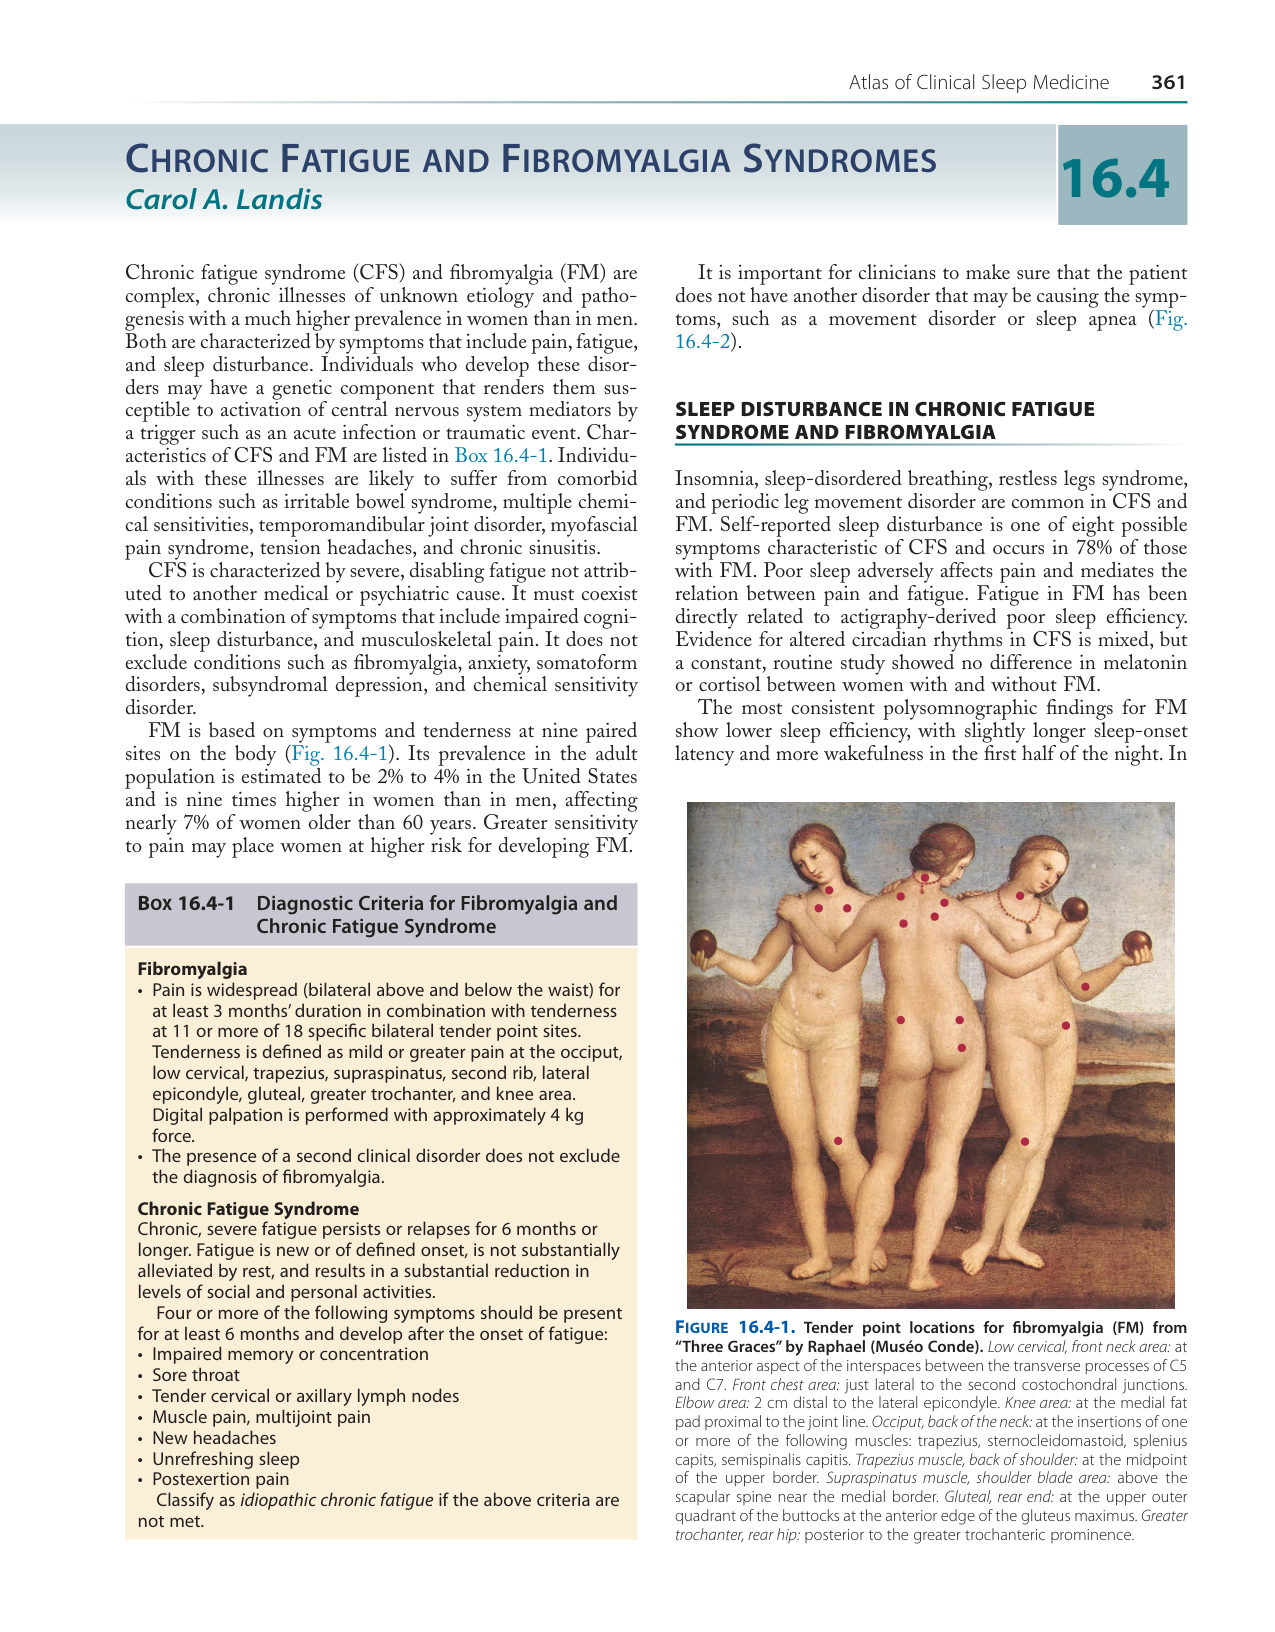 Atlas of Clinical Sleep Medicine 361
CHRONIC FATIGUE AND FIBROMYALGIA SYNDROMES
Carol A. Landis
16.4
Chronic fatigue syndrome (CFS) and fibromyalgia (FM) are
complex, chronic illnesses of unknown etiology and patho-
genesis with a much higher prevalence in women than in men.
Both are characterized by symptoms that include pain, fatigue,
and sleep disturbance. Individuals who develop these disor-
ders may have a genetic component that renders them sus-
ceptible to activation of central nervous system mediators by
a trigger such as an acute infection or traumatic event. Char-
acteristics of CFS and FM are listed in Box 16.4-1. Individu-
als with these illnesses are likely to suffer from comorbid
conditions such as irritable bowel syndrome, multiple chemi-
cal sensitivities, temporomandibular joint disorder, myofascial
pain syndrome, tension headaches, and chronic sinusitis.
CFS is characterized by severe, disabling fatigue not attrib-
uted to another medical or psychiatric cause. It must coexist
with a combination of symptoms that include impaired cogni-
tion, sleep disturbance, and musculoskeletal pain. It does not
exclude conditions such as fibromyalgia, anxiety, somatoform
disorders, subsyndromal depression, and chemical sensitivity
disorder.
FM is based on symptoms and tenderness at nine paired
sites on the body (Fig. 16.4-1). Its prevalence in the adult
population is estimated to be 2% to 4% in the United States
and is nine times higher in women than in men, affecting
nearly 7% of women older than 60 years. Greater sensitivity
to pain may place women at higher risk for developing FM.
BOX 16.4-1 Diagnostic Criteria for Fibromyalgia and
Chronic Fatigue Syndrome
Fibromyalgia
• Pain is widespread (bilateral above and below the waist) for
at least 3 months’ duration in combination with tenderness
at 11 or more of 18 specific bilateral tender point sites.
Tenderness is defined as mild or greater pain at the occiput,
low cervical, trapezius, supraspinatus, second rib, lateral
epicondyle, gluteal, greater trochanter, and knee area.
Digital palpation is performed with approximately 4 kg
force.
• The presence of a second clinical disorder does not exclude
the diagnosis of fibromyalgia.
Chronic Fatigue Syndrome
Chronic, severe fatigue persists or relapses for 6 months or
longer. Fatigue is new or of defined onset, is not substantially
alleviated by rest, and results in a substantial reduction in
levels of social and personal activities.
Four or more of the following symptoms should be present
for at least 6 months and develop after the onset of fatigue:
• Impaired memory or concentration
• Sore throat
• Tender cervical or axillary lymph nodes
• Muscle pain, multijoint pain
• New headaches
• Unrefreshing sleep
• Postexertion pain
Classify as idiopathic chronic fatigue if the above criteria are
not met.
It is important for clinicians to make sure that the patient
does not have another disorder that may be causing the symp-
toms, such as a movement disorder or sleep apnea (Fig.
16.4-2).
SLEEP DISTURBANCE IN CHRONIC FATIGUE
SYNDROME AND FIBROMYALGIA
Insomnia, sleep-disordered breathing, restless legs syndrome,
and periodic leg movement disorder are common in CFS and
FM. Self-reported sleep disturbance is one of eight possible
symptoms characteristic of CFS and occurs in 78% of those
with FM. Poor sleep adversely affects pain and mediates the
relation between pain and fatigue. Fatigue in FM has been
directly related to actigraphy-derived poor sleep efficiency.
Evidence for altered circadian rhythms in CFS is mixed, but
a constant, routine study showed no difference in melatonin
or cortisol between women with and without FM.
The most consistent polysomnographic findings for FM
show lower sleep efficiency, with slightly longer sleep-onset
latency and more wakefulness in the first half of the night. In
FIGURE 16.4-1. Tender point locations for fibromyalgia (FM) from
“Three Graces” by Raphael (Muséo Conde). Low cervical, front neck area: at
the anterior aspect of the interspaces between the transverse processes of C5
and C7. Front chest area: just lateral to the second costochondral junctions.
Elbow area: 2 cm distal to the lateral epicondyle. Knee area: at the medial fat
pad proximal to the joint line. Occiput, back of the neck: at the insertions of one
or more of the following muscles: trapezius, sternocleidomastoid, splenius
capits, semispinalis capitis. Trapezius muscle, back of shoulder: at the midpoint
of the upper border. Supraspinatus muscle, shoulder blade area: above the
scapular spine near the medial border. Gluteal, rear end: at the upper outer
quadrant of the buttocks at the anterior edge of the gluteus maximus. Greater
trochanter, rear hip: posterior to the greater trochanteric prominence.